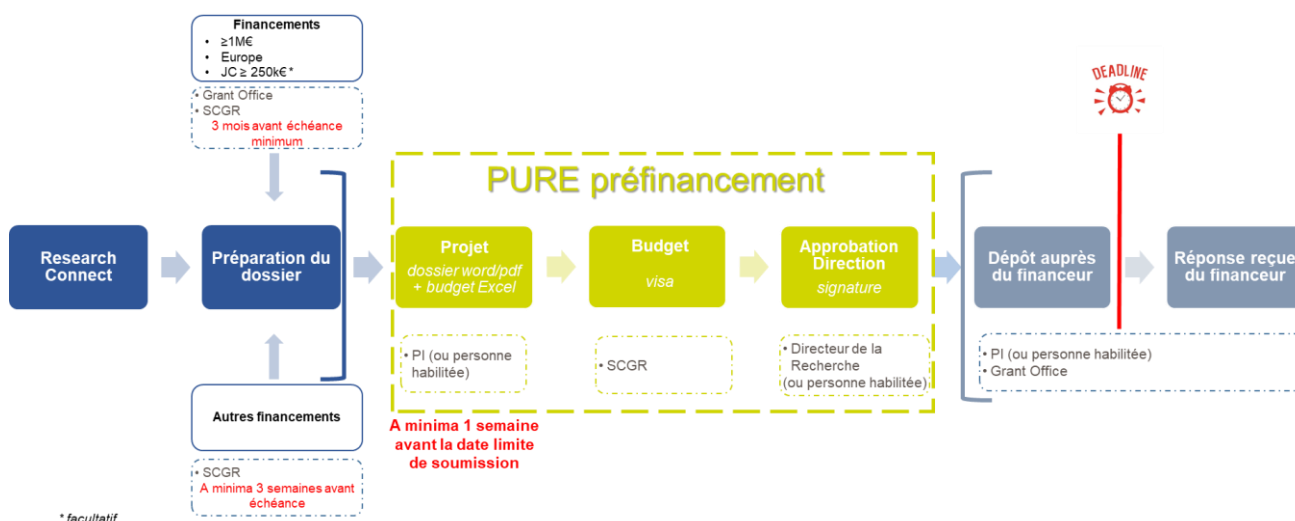 Financements
• ≥1M€
• Europe
• JC ≥ 250k€ *
• Grant Office
• SCGR
3 mois avant échéance
minimum
DEADLINE
PURE préfinancement
Research
Connect
Préparation du
dossier
Projet
dossier word/pdf
+ budget Excel
Budget
visa
Approbation
Direction
signature
Dépôt auprès
du financeur
Réponse reçue
du financeur
• PI (ou personne
habilitée)
• SCGR
• Directeur de la
Recherche
(ou personne habilitée)
• PI (ou personne habilitée)
• Grant Office
Autres financements
• SCGR
A minima 3 semaines avant
échéance
A minima 1 semaine
avant la date limite
de soumission
* facultatif